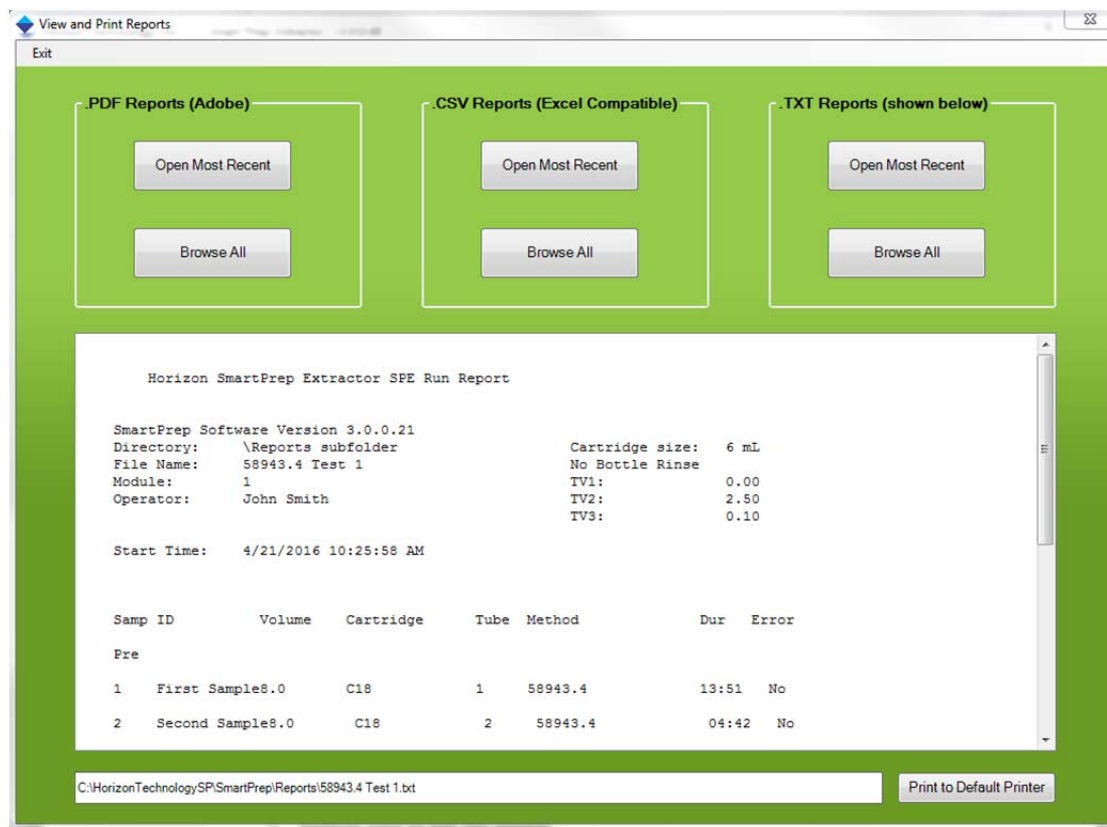 View and Print Reports
Exit
.PDF Reports (Adobe)
.CSV Reports (Excel Compatible)
.TXT Reports (shown below)
Open Most Recent
Open Most Recent
Open Most Recent
Browse All
Browse All
Browse All
Horizon SmartPrep Extractor SPE Run Report
SmartPrep Software Version 3.0.0.21
Directory: \Reports subfolder Cartridge size: 6 mL
File Name: 58943.4 Test 1 No Bottle Rinse
Module: 1 TV1: 0.00
Operator: John Smith TV2: 2.50
TV3: 0.10
Start Time: 4/21/2016 10:25:58 AM
Samp ID Volume Cartridge Tube Method Dur Error
Pre
1 First Sample8.0 C18 1 58943.4 13:51 No
2 Second Sample8.0 C18 2 58943.4 04:42 No
C:\HorizonTechnologySP\SmartPrep\Reports\58943.4 Test 1.txt
Print to Default Printer